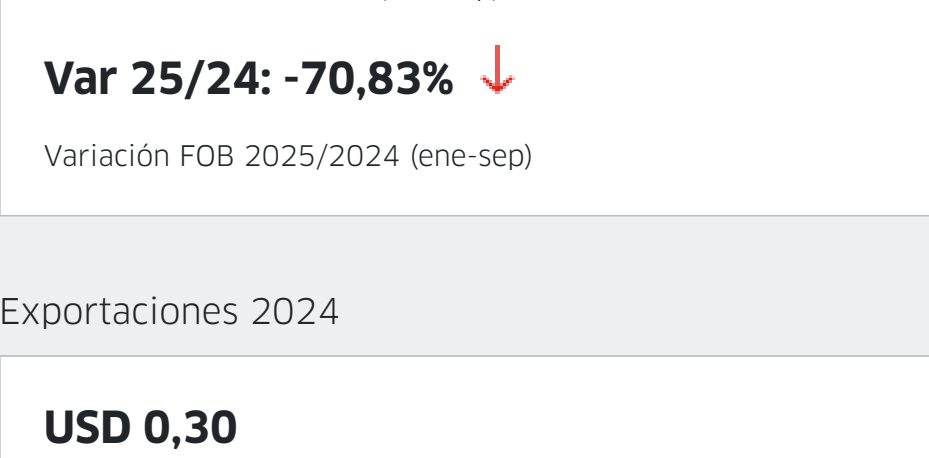 Var 25/24: -70,83%
Variación FOB 2025/2024 (ene-sep)
Exportaciones 2024
USD 0,30